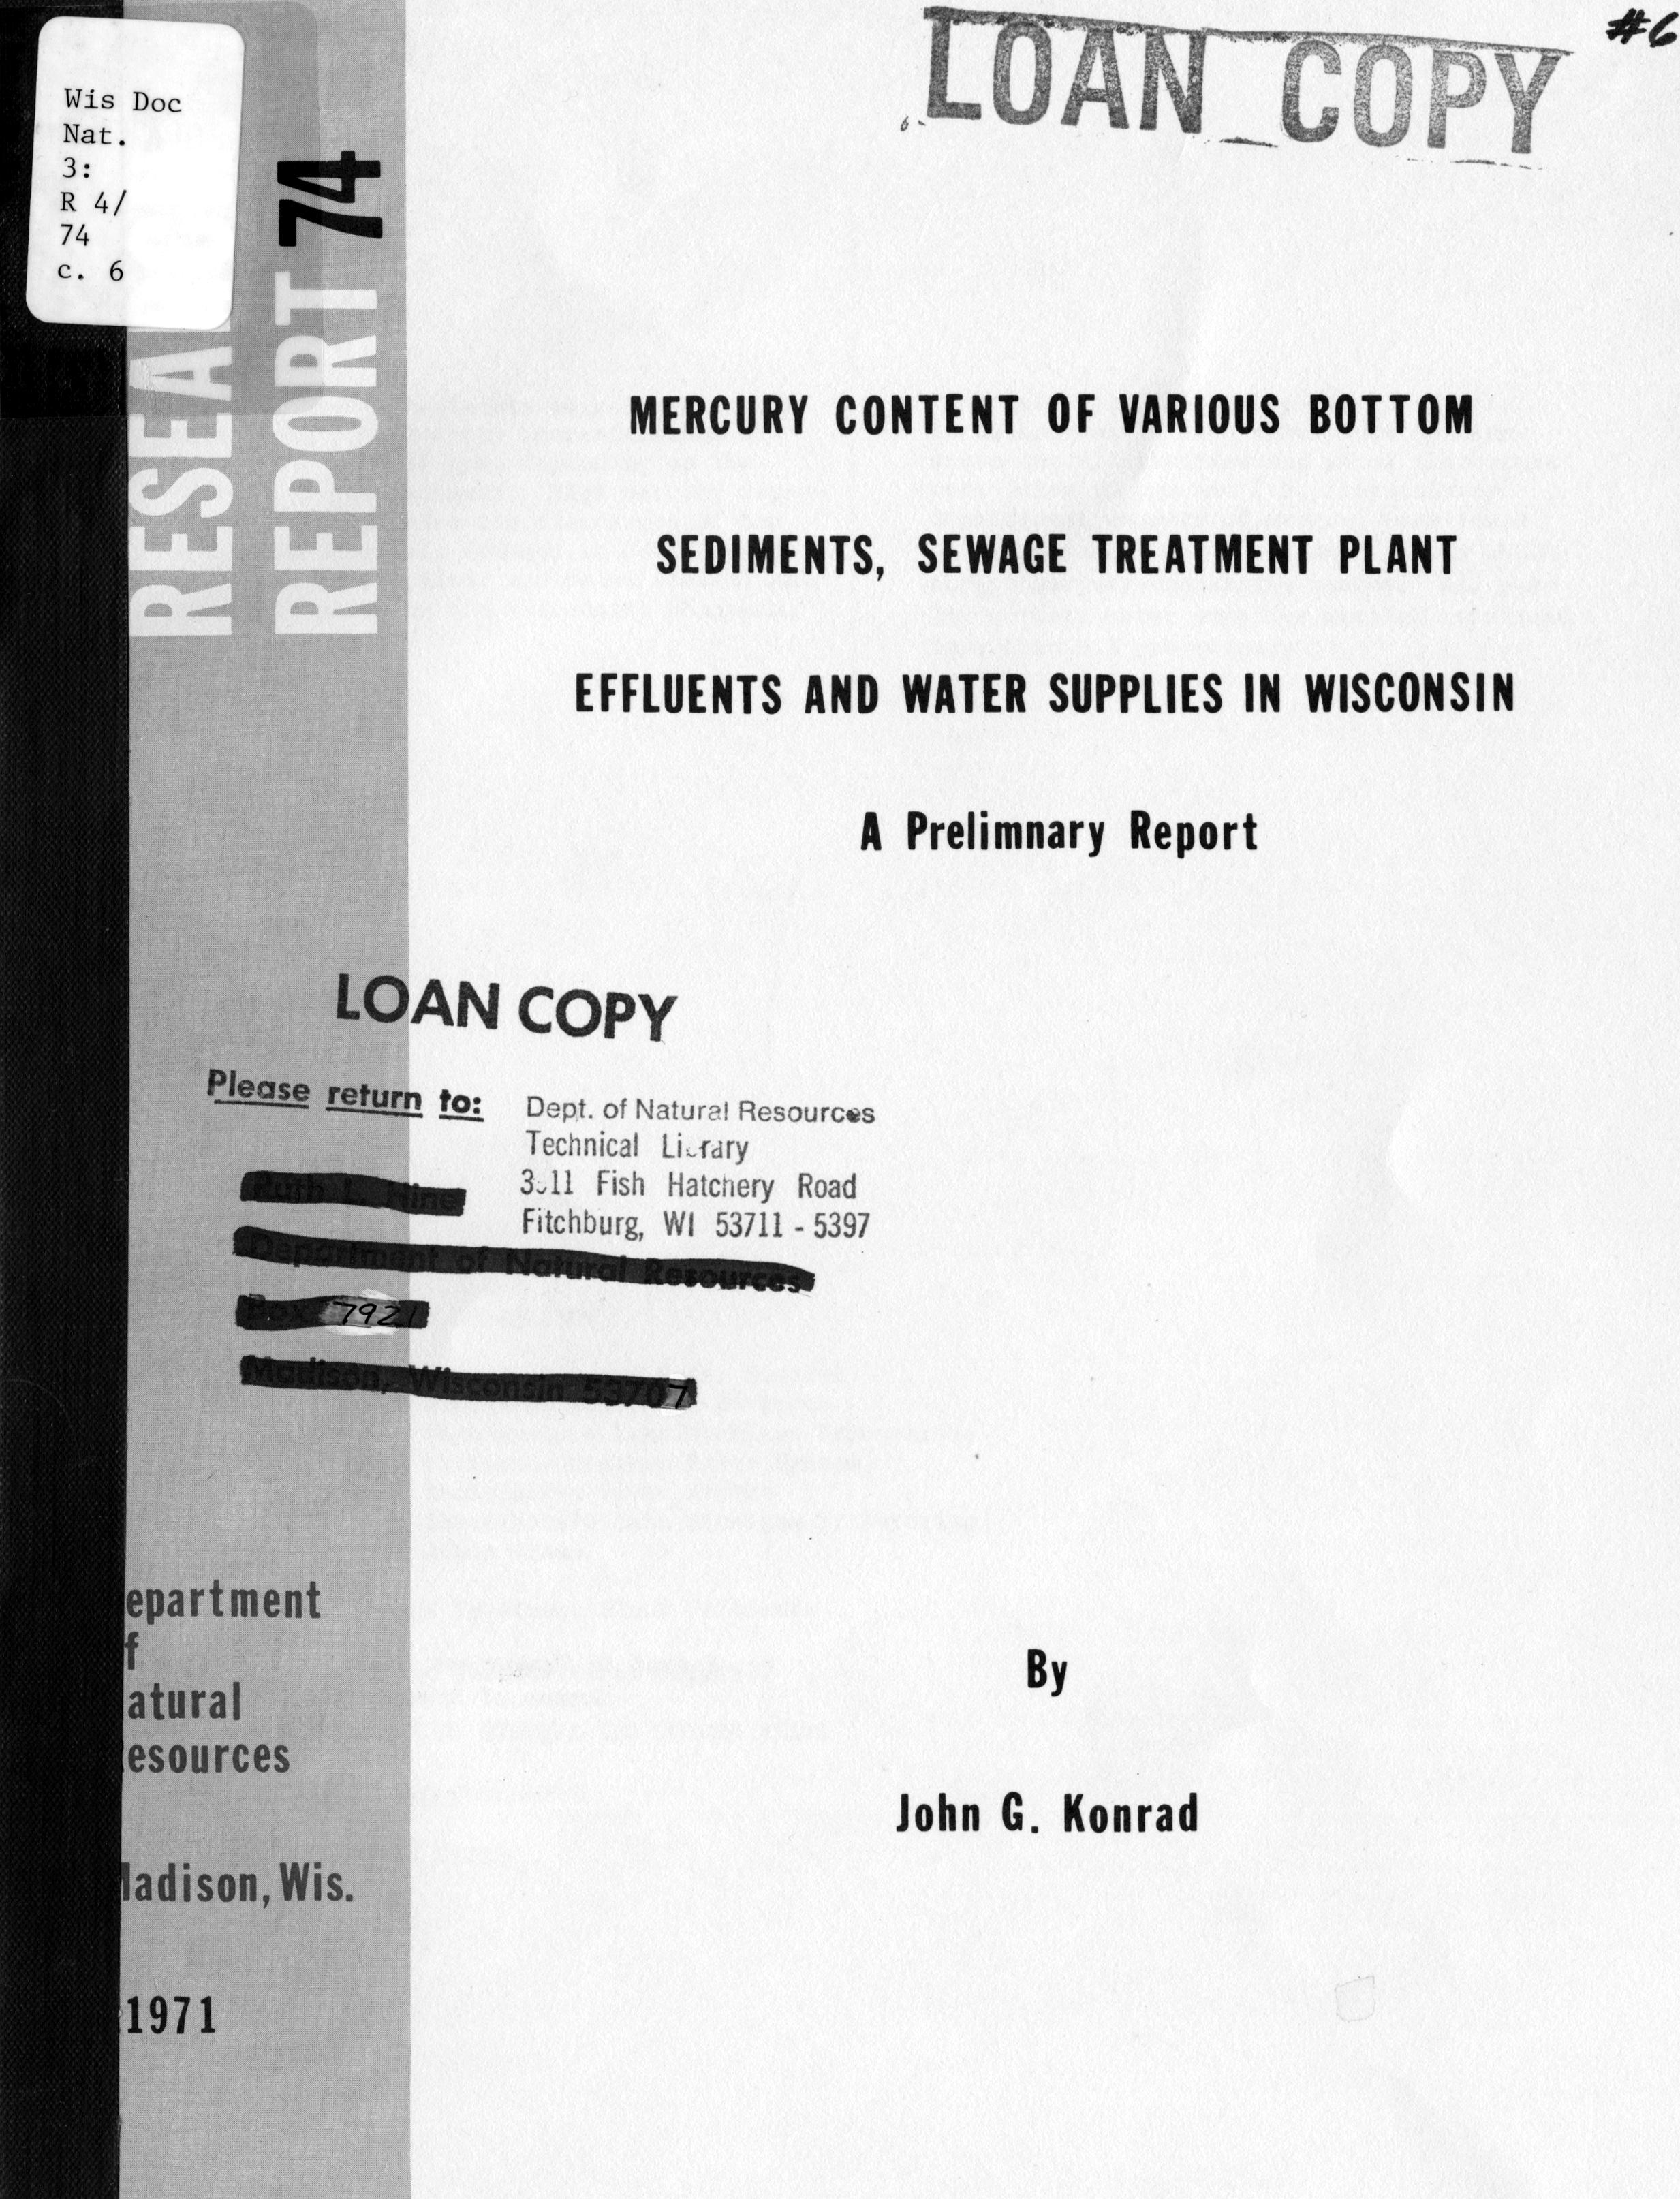 #6
LOAN COPY
Wis Doc
Nat.
3:
R 4/
74
c. 6
RESEA
REPORT 74
MERCURY CONTENT OF VARIOUS BOTTOM
SEDIMENTS, SEWAGE TREATMENT PLANT
EFFLUENTS AND WATER SUPPLIES IN WISCONSIN
A Prelimnary Report
LOAN COPY
Please return to:
Dept. of Natural Resources
Technical Library
Fish Hatchery Road
Fitchburg, WI 53711 - 5397
Ruth L. Hine
Department of Natural Resources
Box 7921
Madison, Wisconsin 53707
epartment
f
atural
esources
adison, Wis.
1971
By
John G. Konrad